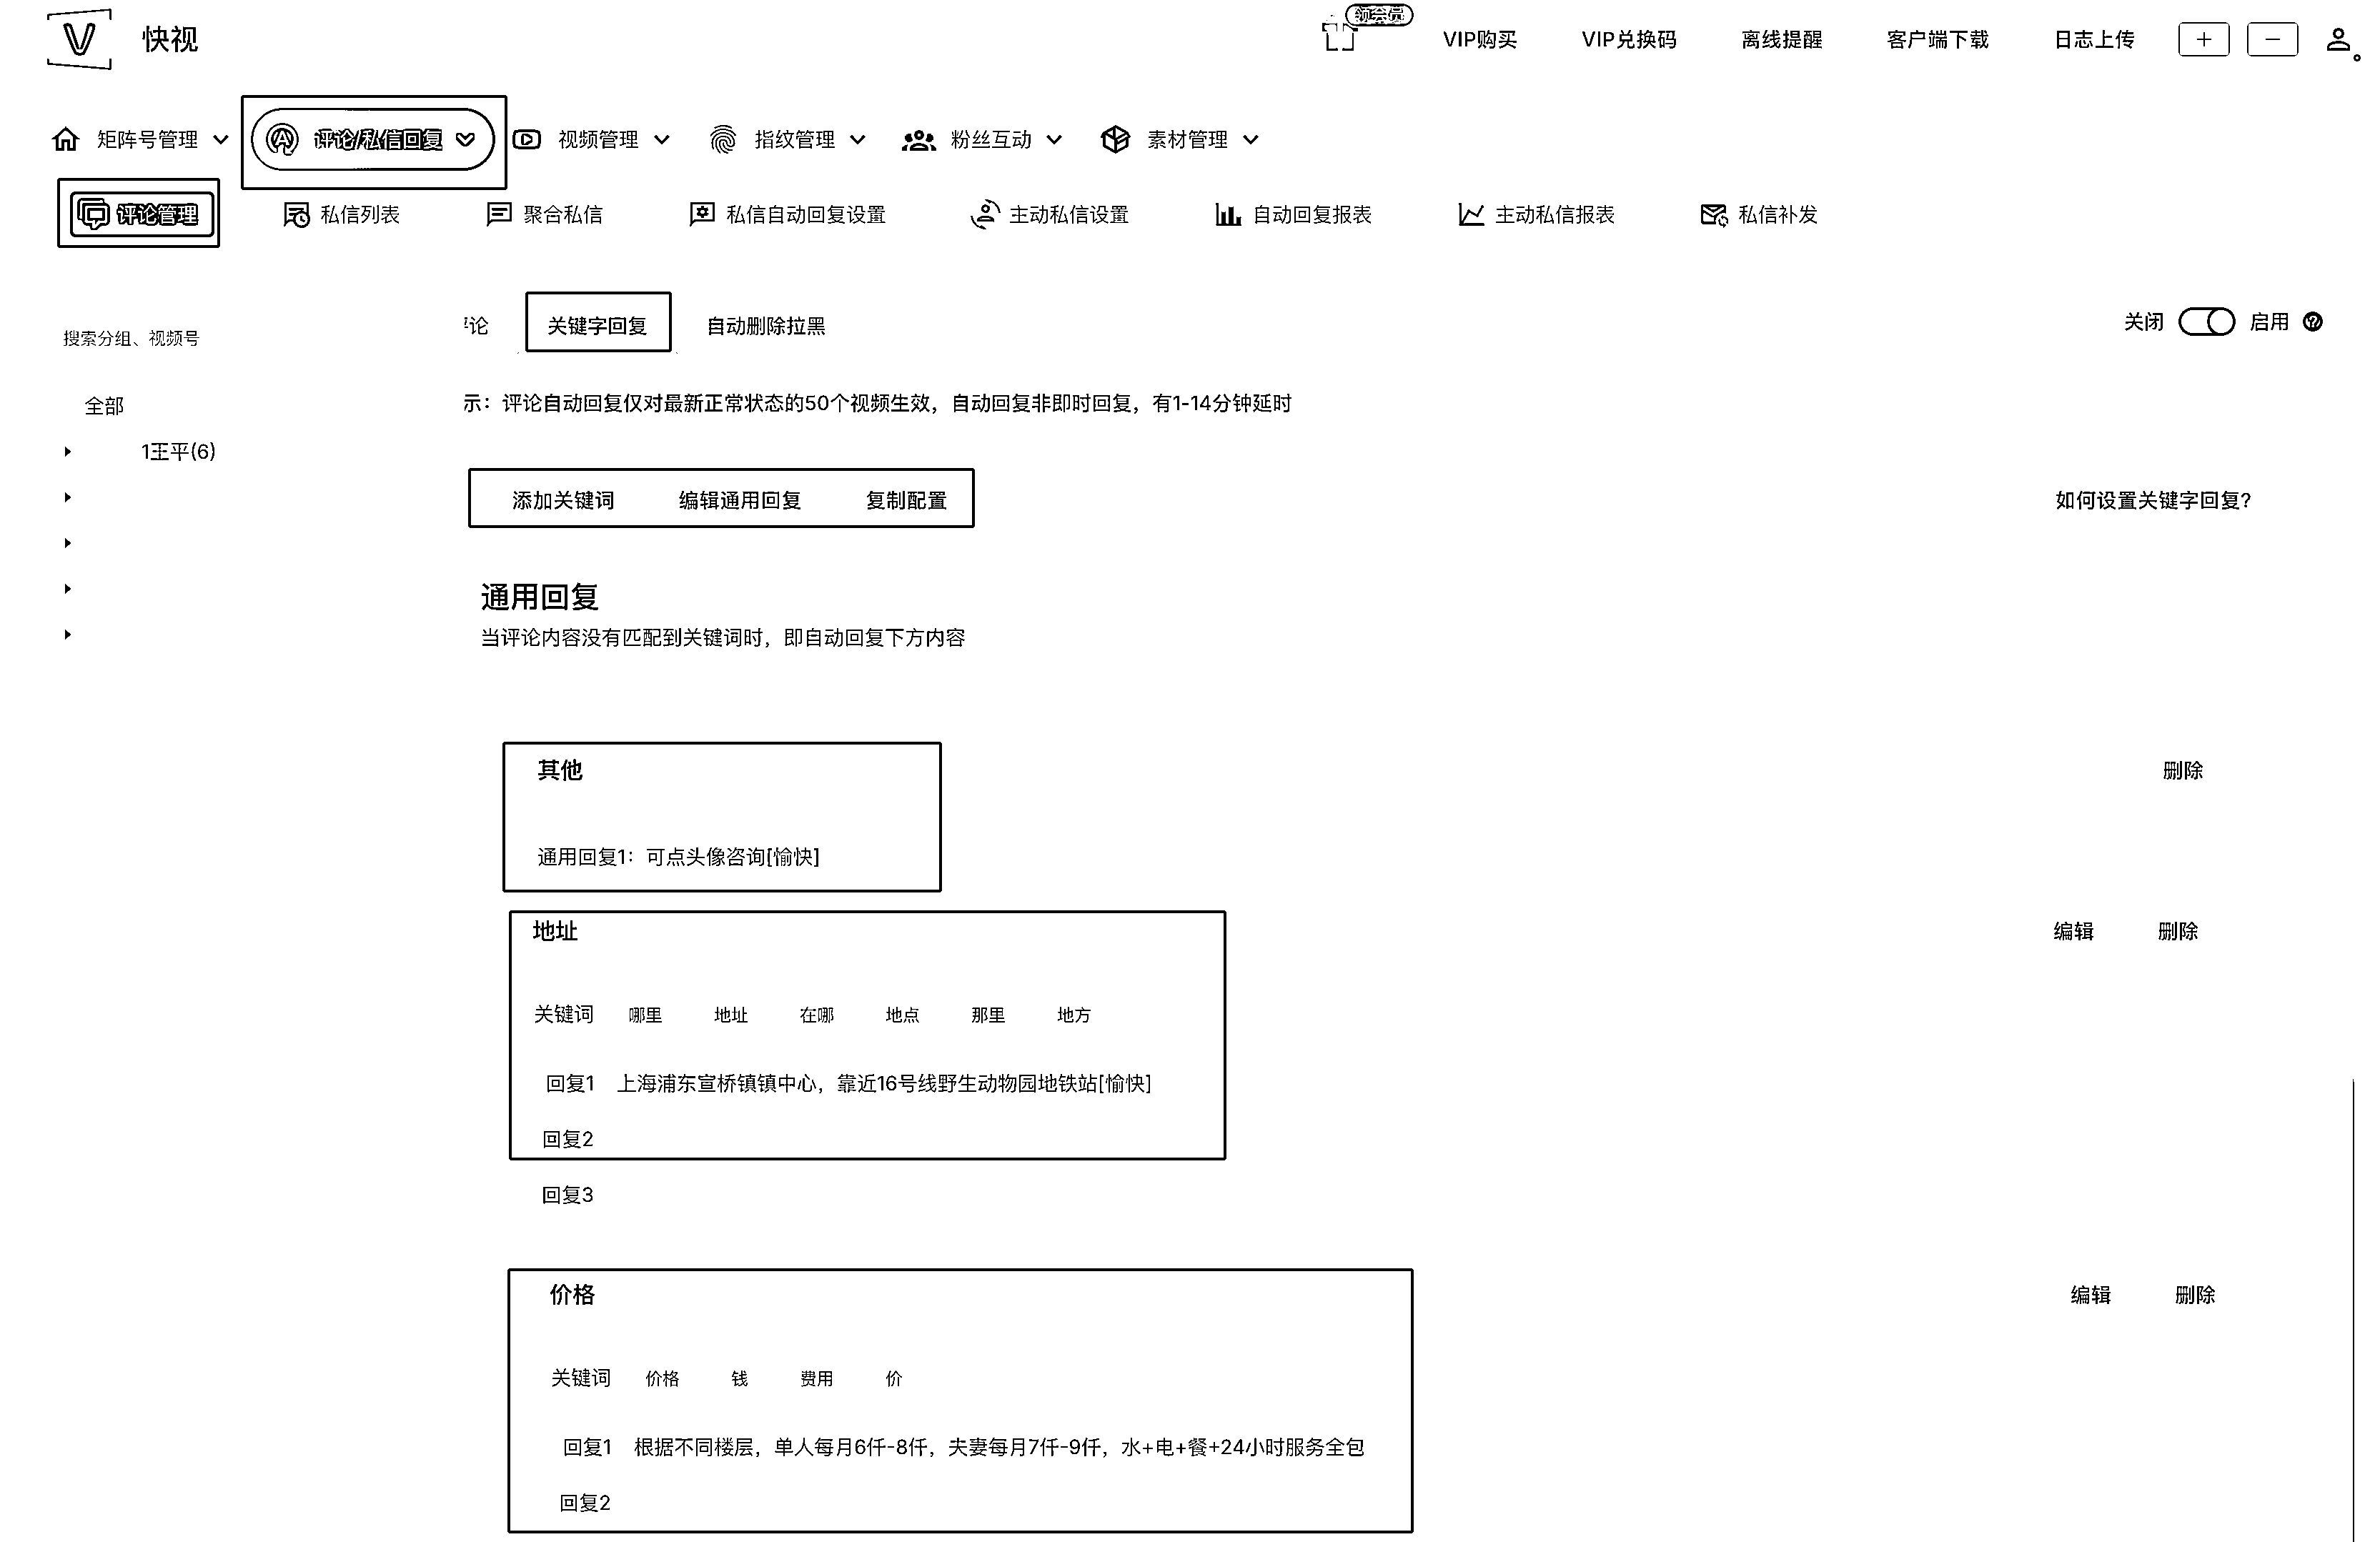 快视
领会员
VIP购买 VIP兑换码 离线提醒 客户端下载 日志上传
矩阵号管理 评论/私信回复 视频管理 指纹管理 粉丝互动 素材管理
评论管理 私信列表 聚合私信 私信自动回复设置 主动私信设置 自动回复报表 主动私信报表 私信补发
搜索分组、视频号
论 关键字回复 自动删除拉黑 关闭 启用
示：评论自动回复仅对最新正常状态的50个视频生效，自动回复非即时回复，有1-14分钟延时
全部
1王平(6)
添加关键词 编辑通用回复 复制配置 如何设置关键字回复?
通用回复
当评论内容没有匹配到关键词时，即自动回复下方内容
其他 删除
通用回复1：可点头像咨询[愉快]
地址 编辑 删除
关键词 哪里 地址 在哪 地点 那里 地方
回复1 上海浦东宣桥镇镇中心，靠近16号线野生动物园地铁站[愉快]
回复2
回复3
价格 编辑 删除
关键词 价格 钱 费用 价
回复1 根据不同楼层，单人每月6仟-8仟，夫妻每月7仟-9仟，水+电+餐+24小时服务全包
回复2